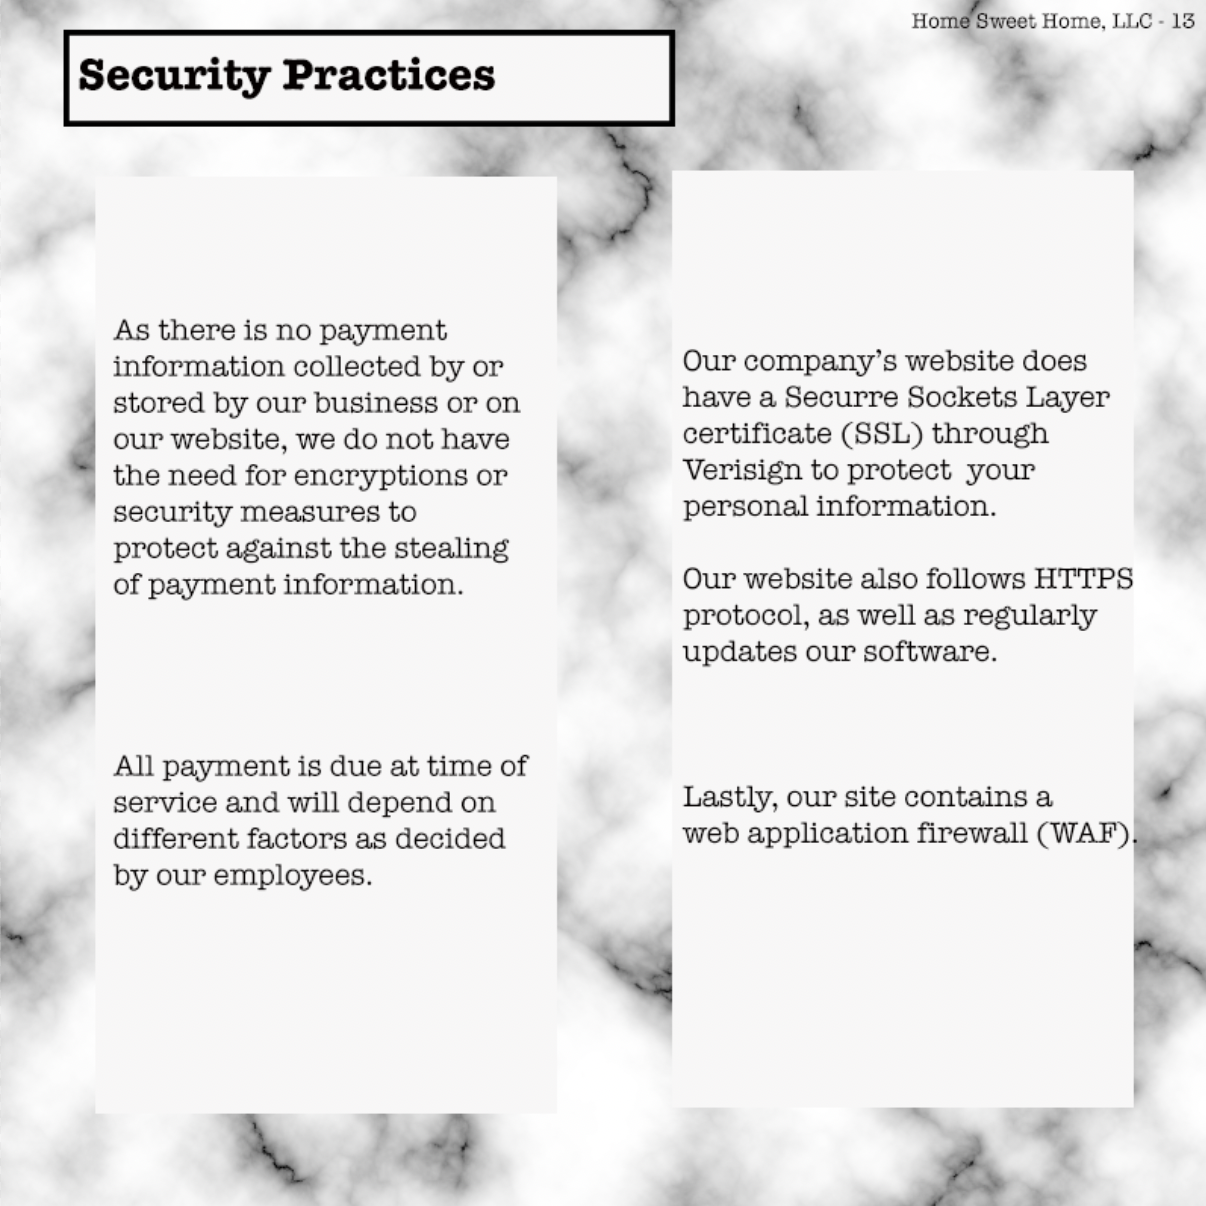 Home Sweet Home, LLC - 13
Security Practices
As there is no payment
information collected by or
stored by our business or on
our website, we do not have
the need for encryptions or
security measures to
protect against the stealing
of payment information.
All payment is due at time of
service and will depend on
different factors as decided
by our employees.
Our company's website does
have a Securre Sockets Layer
certificate (SSL) through
Verisign to protect  your
personal information.
Our website also follows HTTPS
protocol, as well as regularly
updates our software.
Lastly, our site contains a
web application firewall (WAF).